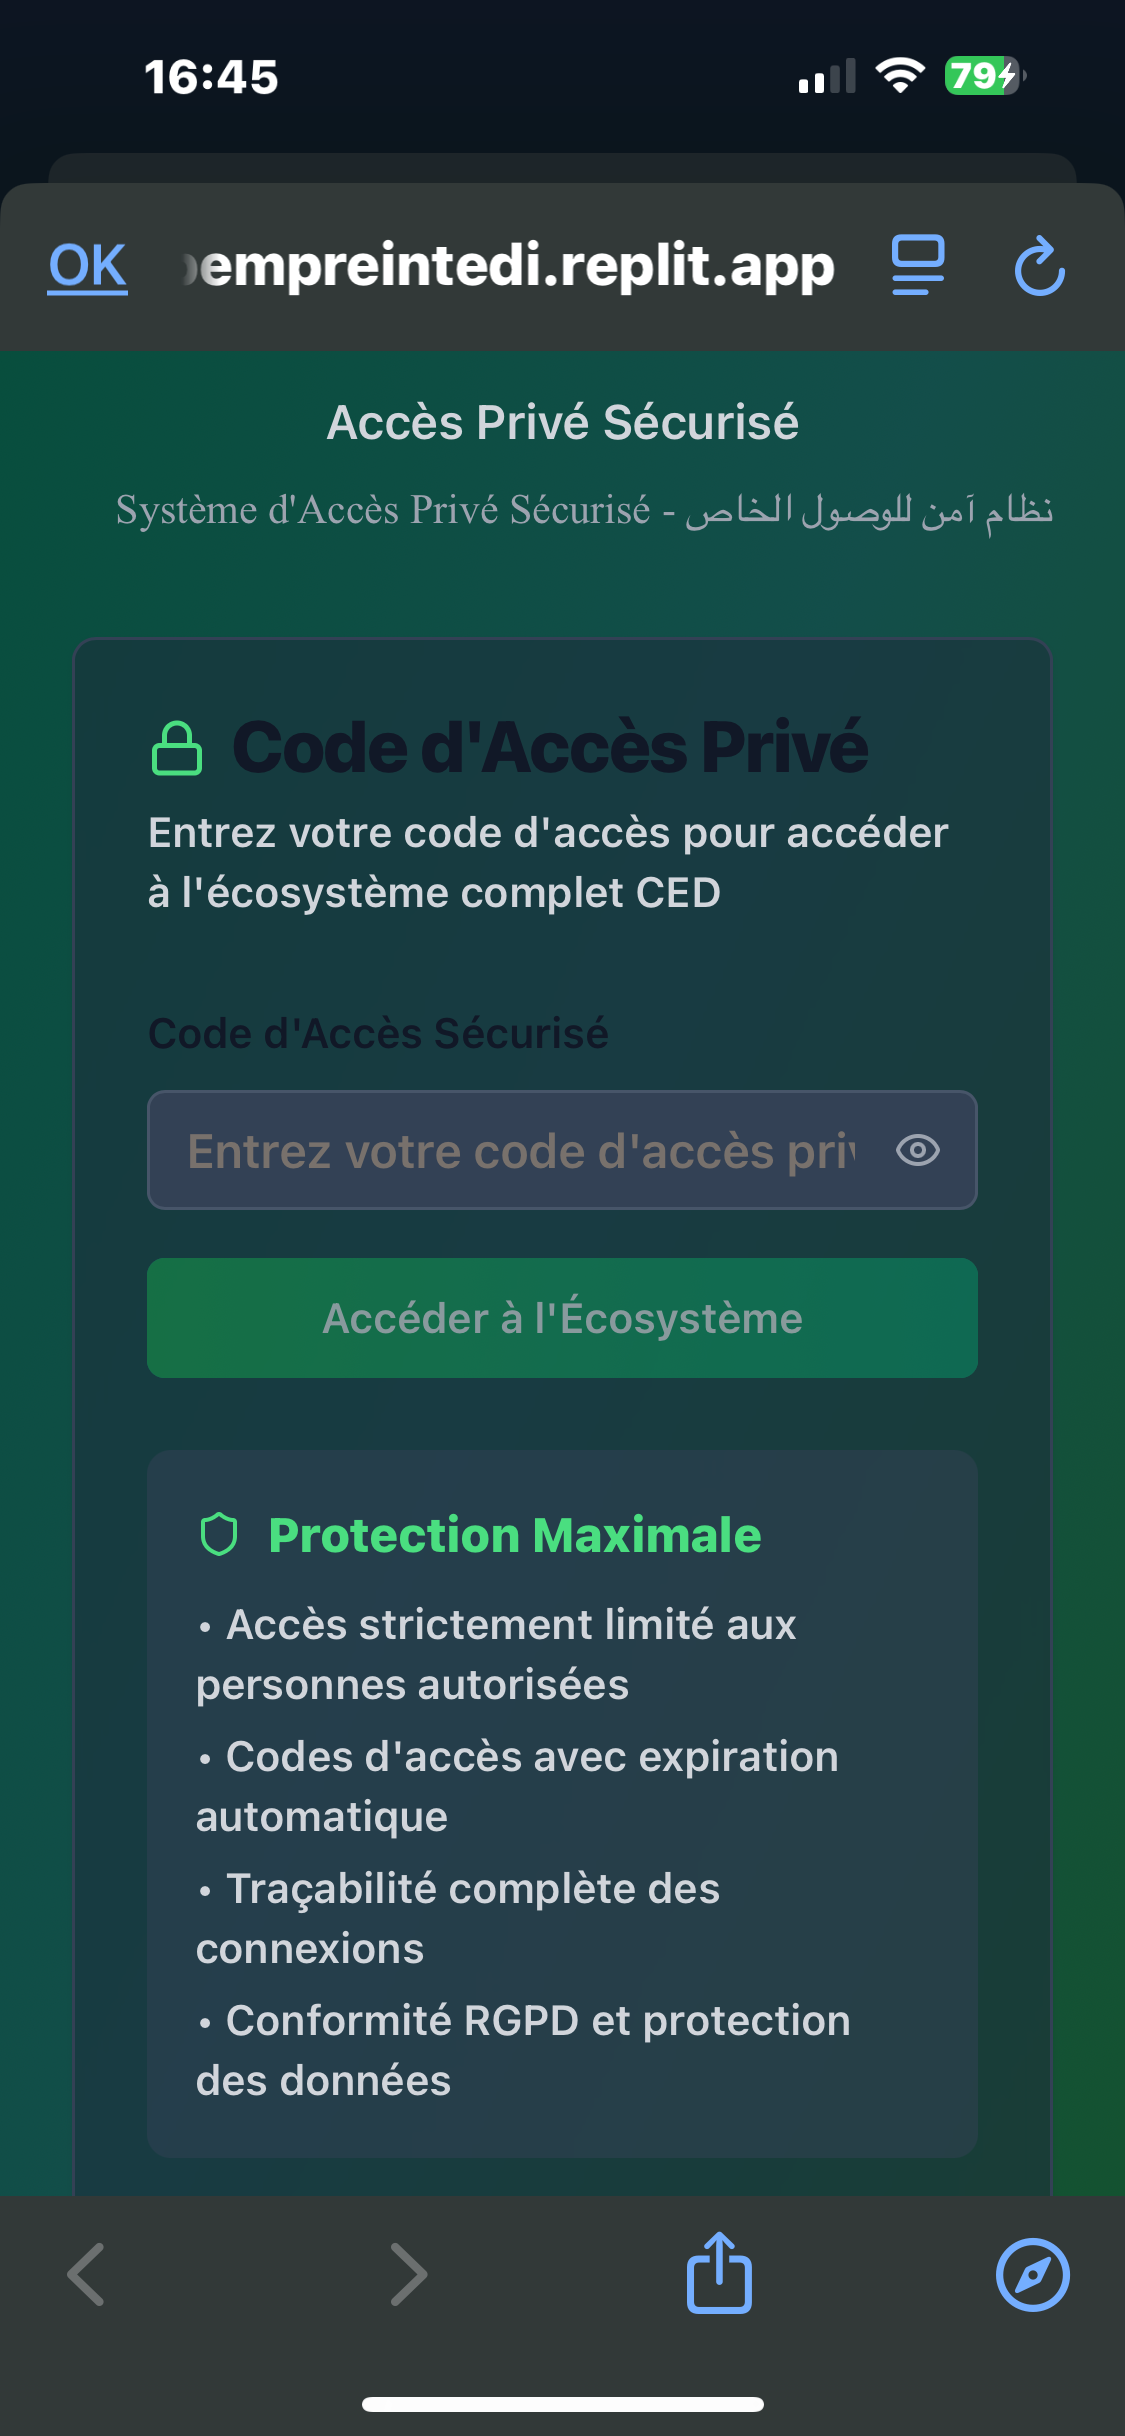 16:45
79
OK
empreintedi.replit.app
Accès Privé Sécurisé
Système d'Accès Privé Sécurisé - نظام آمن للوصول الخاص
Code d'Accès Privé
Entrez votre code d'accès pour accéder
à l'écosystème complet CED
Code d'Accès Sécurisé
Entrez votre code d'accès priv
Accéder à l'Écosystème
Protection Maximale
• Accès strictement limité aux
personnes autorisées
• Codes d'accès avec expiration
automatique
• Traçabilité complète des
connexions
• Conformité RGPD et protection
des données